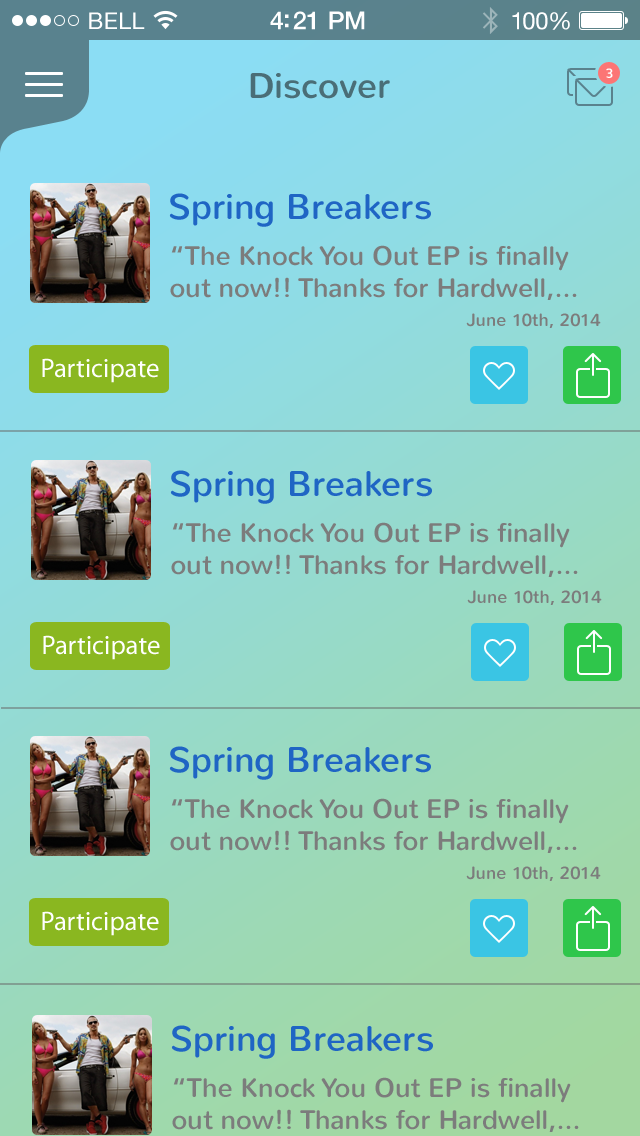 BELL 4:21 PM 100%
Discover
3
Spring Breakers
“The Knock You Out EP is finally
out now!! Thanks for Hardwell,...
June 10th, 2014
Participate
Spring Breakers
“The Knock You Out EP is finally
out now!! Thanks for Hardwell,...
June 10th, 2014
Participate
Spring Breakers
“The Knock You Out EP is finally
out now!! Thanks for Hardwell,...
June 10th, 2014
Participate
Spring Breakers
“The Knock You Out EP is finally
out now!! Thanks for Hardwell,...